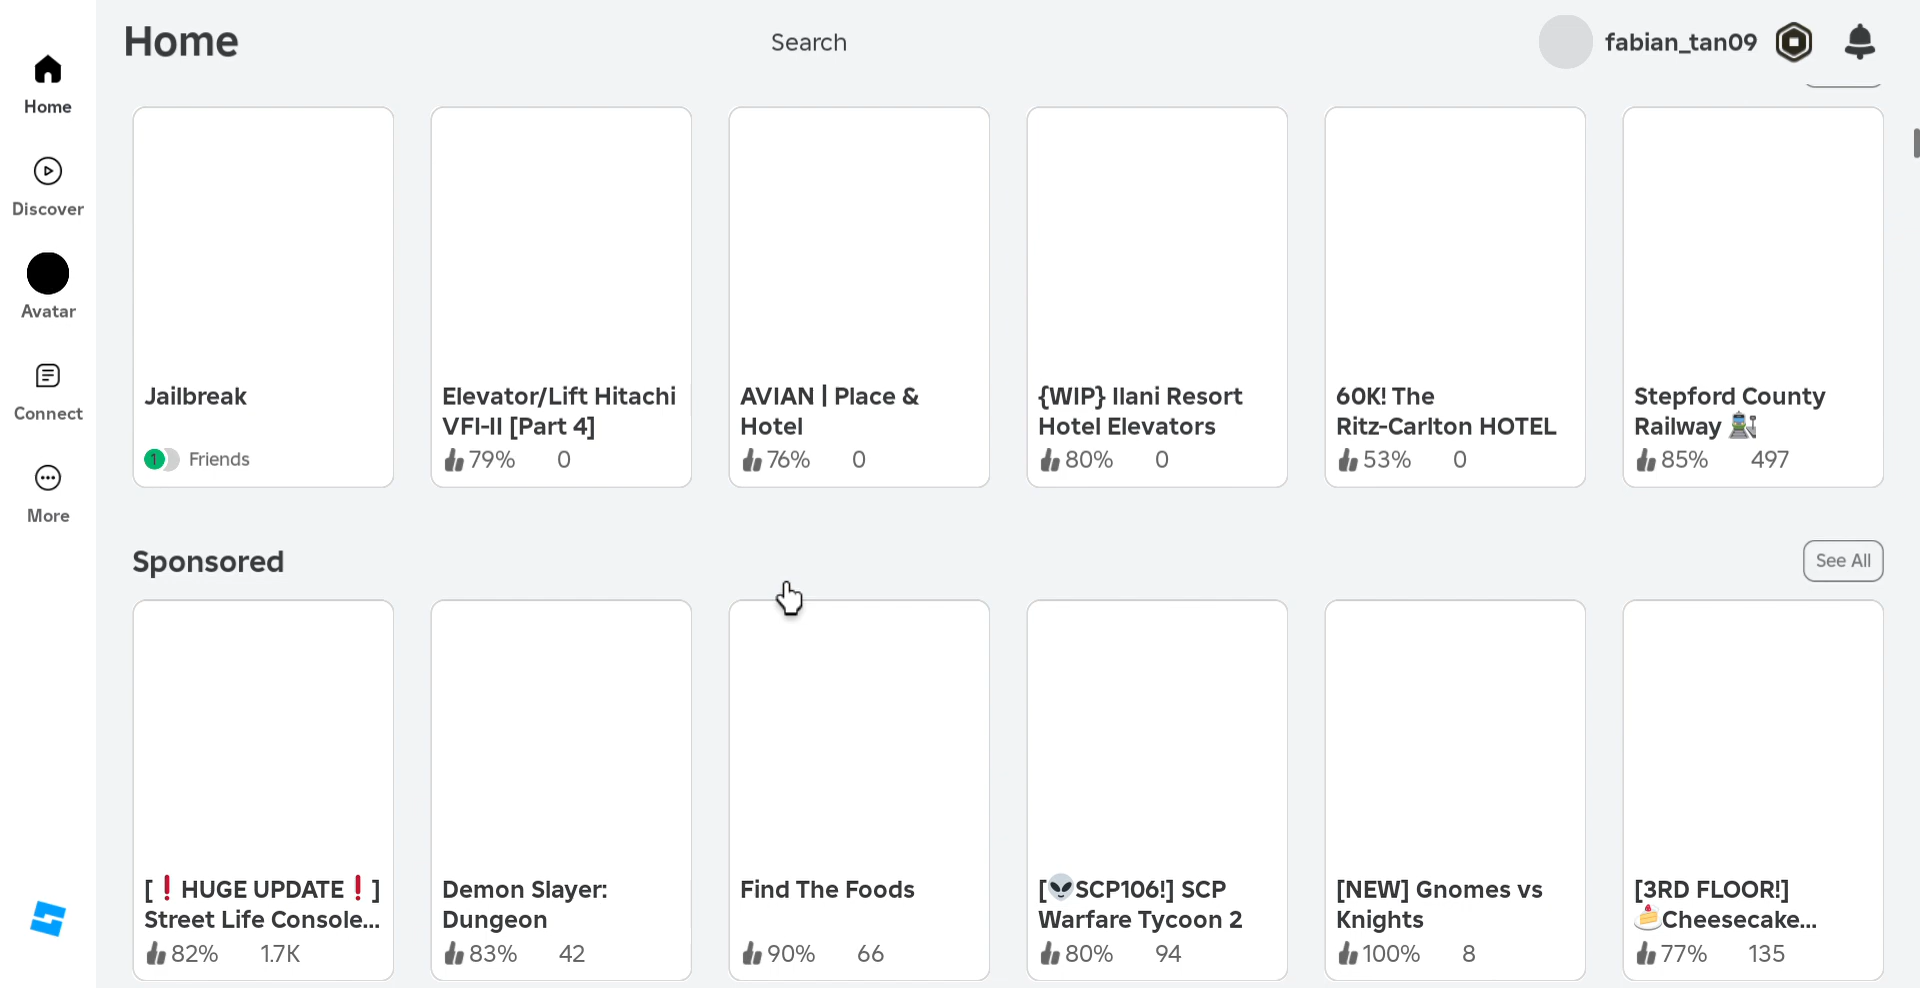 Home
Search
fabian_tan09
Home
Discover
Avatar
Connect
More
Jailbreak
1 Friends
Elevator/Lift Hitachi
VFI-II [Part 4]
79% 0
AVIAN | Place &
Hotel
76% 0
{WIP} Ilani Resort
Hotel Elevators
80% 0
60K! The
Ritz-Carlton HOTEL
53% 0
Stepford County
Railway 🚉
85% 497
Sponsored
See All
[❗HUGE UPDATE❗]
Street Life Console...
82% 1.7K
Demon Slayer:
Dungeon
83% 42
Find The Foods
90% 66
[👽SCP106!] SCP
Warfare Tycoon 2
80% 94
[NEW] Gnomes vs
Knights
100% 8
[3RD FLOOR!]
🍰Cheesecake...
77% 135